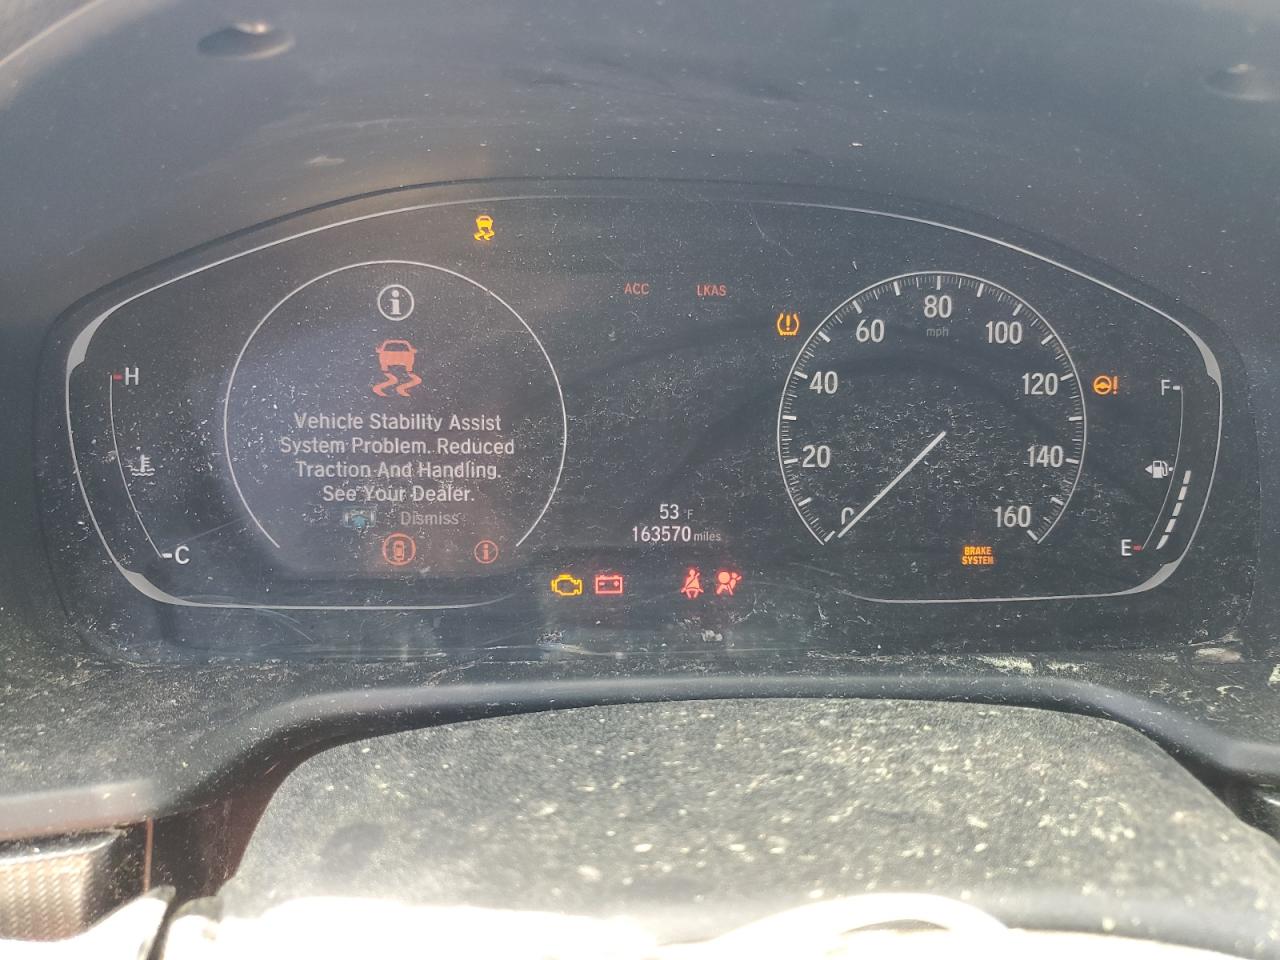 ACC LKAS
H
C
Vehicle Stability Assist
System Problem. Reduced
Traction And Handling.
See Your Dealer.
Dismiss
53 F
163570 miles
0
20
40
60
80
100
120
140
160
mph
BRAKE
SYSTEM
F
E